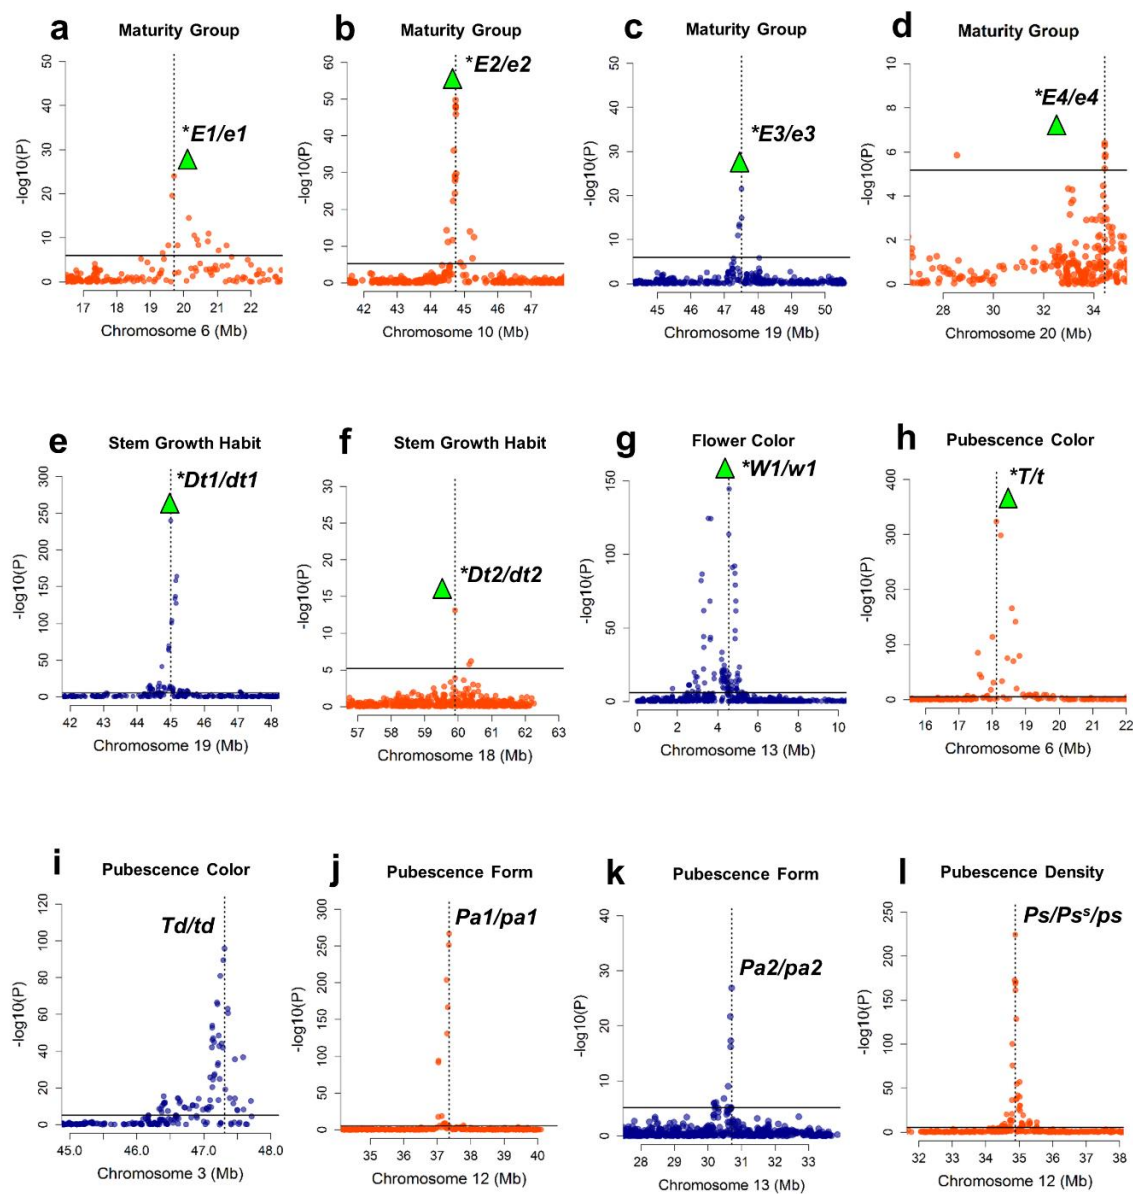 a Maturity Group
50
40
30
20
10
0
-log10(P)
*E1/e1
17 18 19 20 21 22
Chromosome 6 (Mb)
b Maturity Group
60
50
40
30
20
10
0
-log10(P)
*E2/e2
42 43 44 45 46 47
Chromosome 10 (Mb)
c Maturity Group
50
40
30
20
10
0
-log10(P)
*E3/e3
45 46 47 48 49 50
Chromosome 19 (Mb)
d Maturity Group
10
8
6
4
2
0
-log10(P)
*E4/e4
28 30 32 34
Chromosome 20 (Mb)
e Stem Growth Habit
300
250
200
150
100
50
0
-log10(P)
*Dt1/dt1
42 43 44 45 46 47 48
Chromosome 19 (Mb)
f Stem Growth Habit
30
25
20
15
10
5
0
-log10(P)
*Dt2/dt2
57 58 59 60 61 62 63
Chromosome 18 (Mb)
g Flower Color
150
100
50
0
-log10(P)
*W1/w1
0 2 4 6 8 10
Chromosome 13 (Mb)
h Pubescence Color
400
300
200
100
0
-log10(P)
*T/t
16 17 18 19 20 21 22
Chromosome 6 (Mb)
i Pubescence Color
120
100
80
60
40
20
0
-log10(P)
Td/td
45.0 46.0 47.0 48.0
Chromosome 3 (Mb)
j Pubescence Form
300
250
200
150
100
50
0
-log10(P)
Pa1/pa1
35 36 37 38 39 40
Chromosome 12 (Mb)
k Pubescence Form
40
30
20
10
0
-log10(P)
Pa2/pa2
28 29 30 31 32 33
Chromosome 13 (Mb)
l Pubescence Density
250
200
150
100
50
0
-log10(P)
Ps/Psˢ/ps
32 33 34 35 36 37 38
Chromosome 12 (Mb)